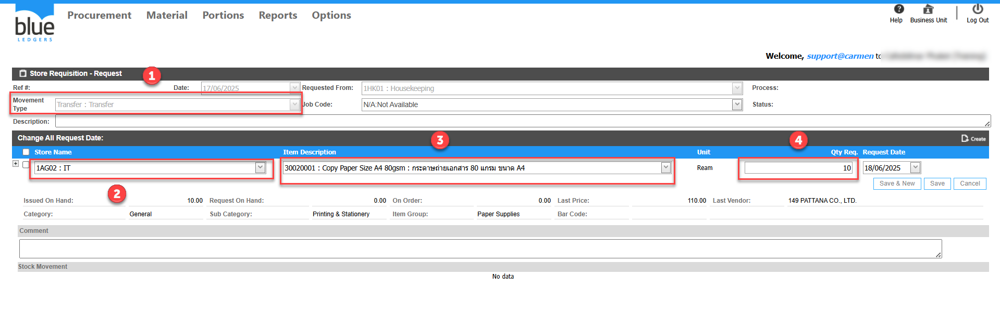 blue
LEDGERS
Procurement Material Portions Reports Options
Help Business Unit Log Out
Welcome, support@carmen to
Store Requisition - Request 1
Ref #: Date: 17/06/2025 Requested From: 1HK01 : Housekeeping Process:
Movement Type Transfer : Transfer Job Code: N/A:Not Available Status:
Description:
Change All Request Date: 3 4 Create
Store Name Item Description Unit Qty Req. Request Date
1AG02 : IT 30020001 : Copy Paper Size A4 80gsm : กระดาษถ่ายเอกสาร 80 แกรม ขนาด A4 Ream 10 18/06/2025
Save & New Save Cancel
2
Issued On Hand: 10.00 Request On Hand: 0.00 On Order: 0.00 Last Price: 110.00 Last Vendor: 149 PATTANA CO., LTD.
Category: General Sub Category: Printing & Stationery Item Group: Paper Supplies Bar Code:
Comment
Stock Movement
No data